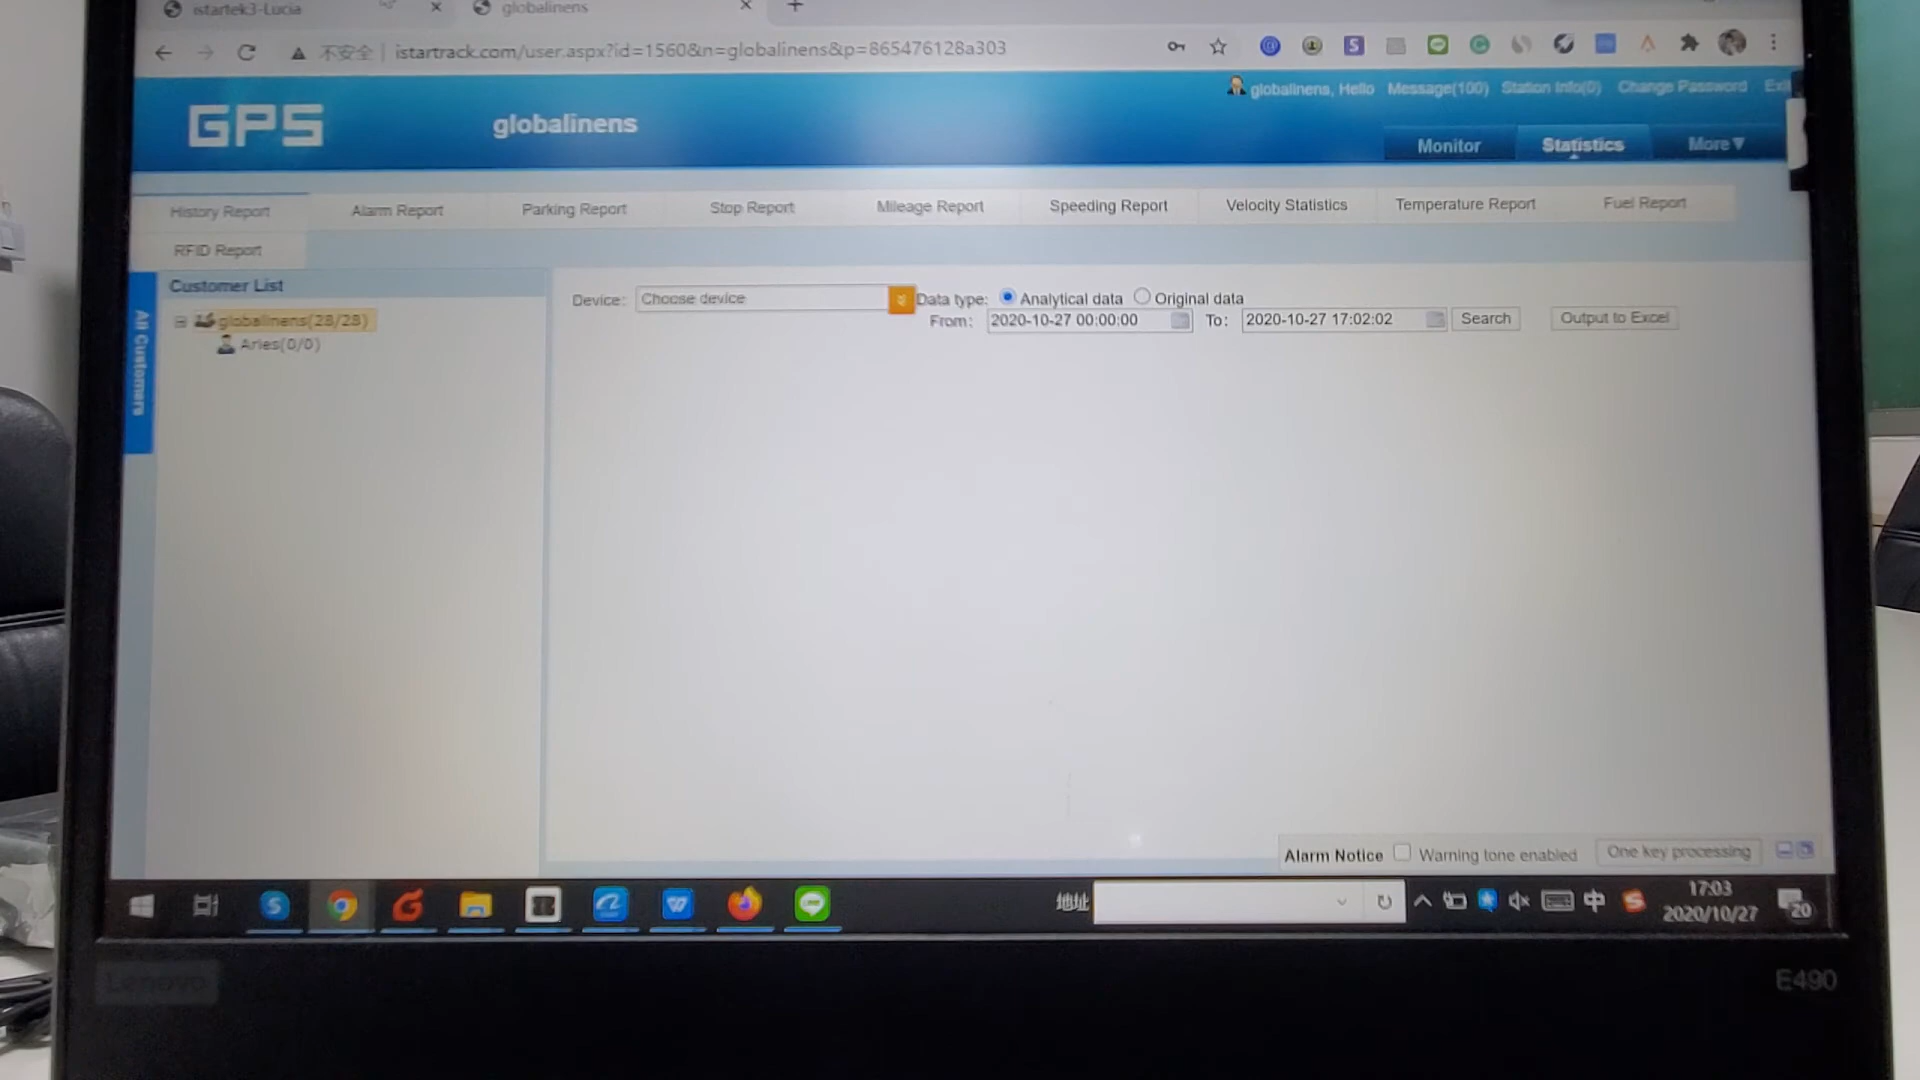 istartek3-Lucia
globalinens
不安全 istartrack.com/user.aspx?id=1560&n=globalinens&p=865476128a303
globalinens, Hello Message(100) Station Info(0) Change Password Exit
GPS globalinens
Monitor Statistics More▼
History Report Alarm Report Parking Report Stop Report Mileage Report Speeding Report Velocity Statistics Temperature Report Fuel Report
RFID Report
All Customers
Customer List
globalinens(28/28)
Aries(0/0)
Device: Choose device Data type: Analytical data Original data
From: 2020-10-27 00:00:00 To: 2020-10-27 17:02:02 Search Output to Excel
Alarm Notice Warning tone enabled One key processing
地址 中 17:03
2020/10/27 20
Lenovo
E490